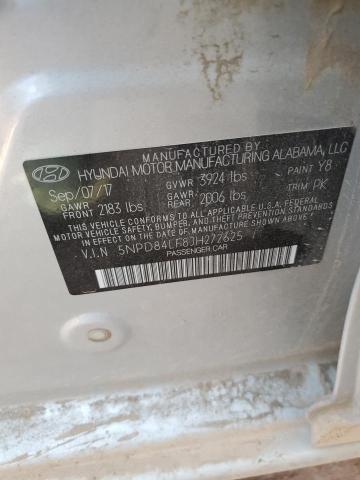 MANUFACTURED BY
HYUNDAI MOTOR MANUFACTURING ALABAMA, LLC
Sep/07/17 GVWR 3924 lbs PAINT Y8
GAWR FRONT 2183 lbs GAWR REAR 2006 lbs TRIM PK
THIS VEHICLE CONFORMS TO ALL APPLICABLE U.S. FEDERAL
MOTOR VEHICLE SAFETY, BUMPER, AND THEFT PREVENTION STANDARDS
IN EFFECT ON THE DATE OF MANUFACTURE SHOWN ABOVE.
V.I.N 5NPD84LF8JH272625
PASSENGER CAR